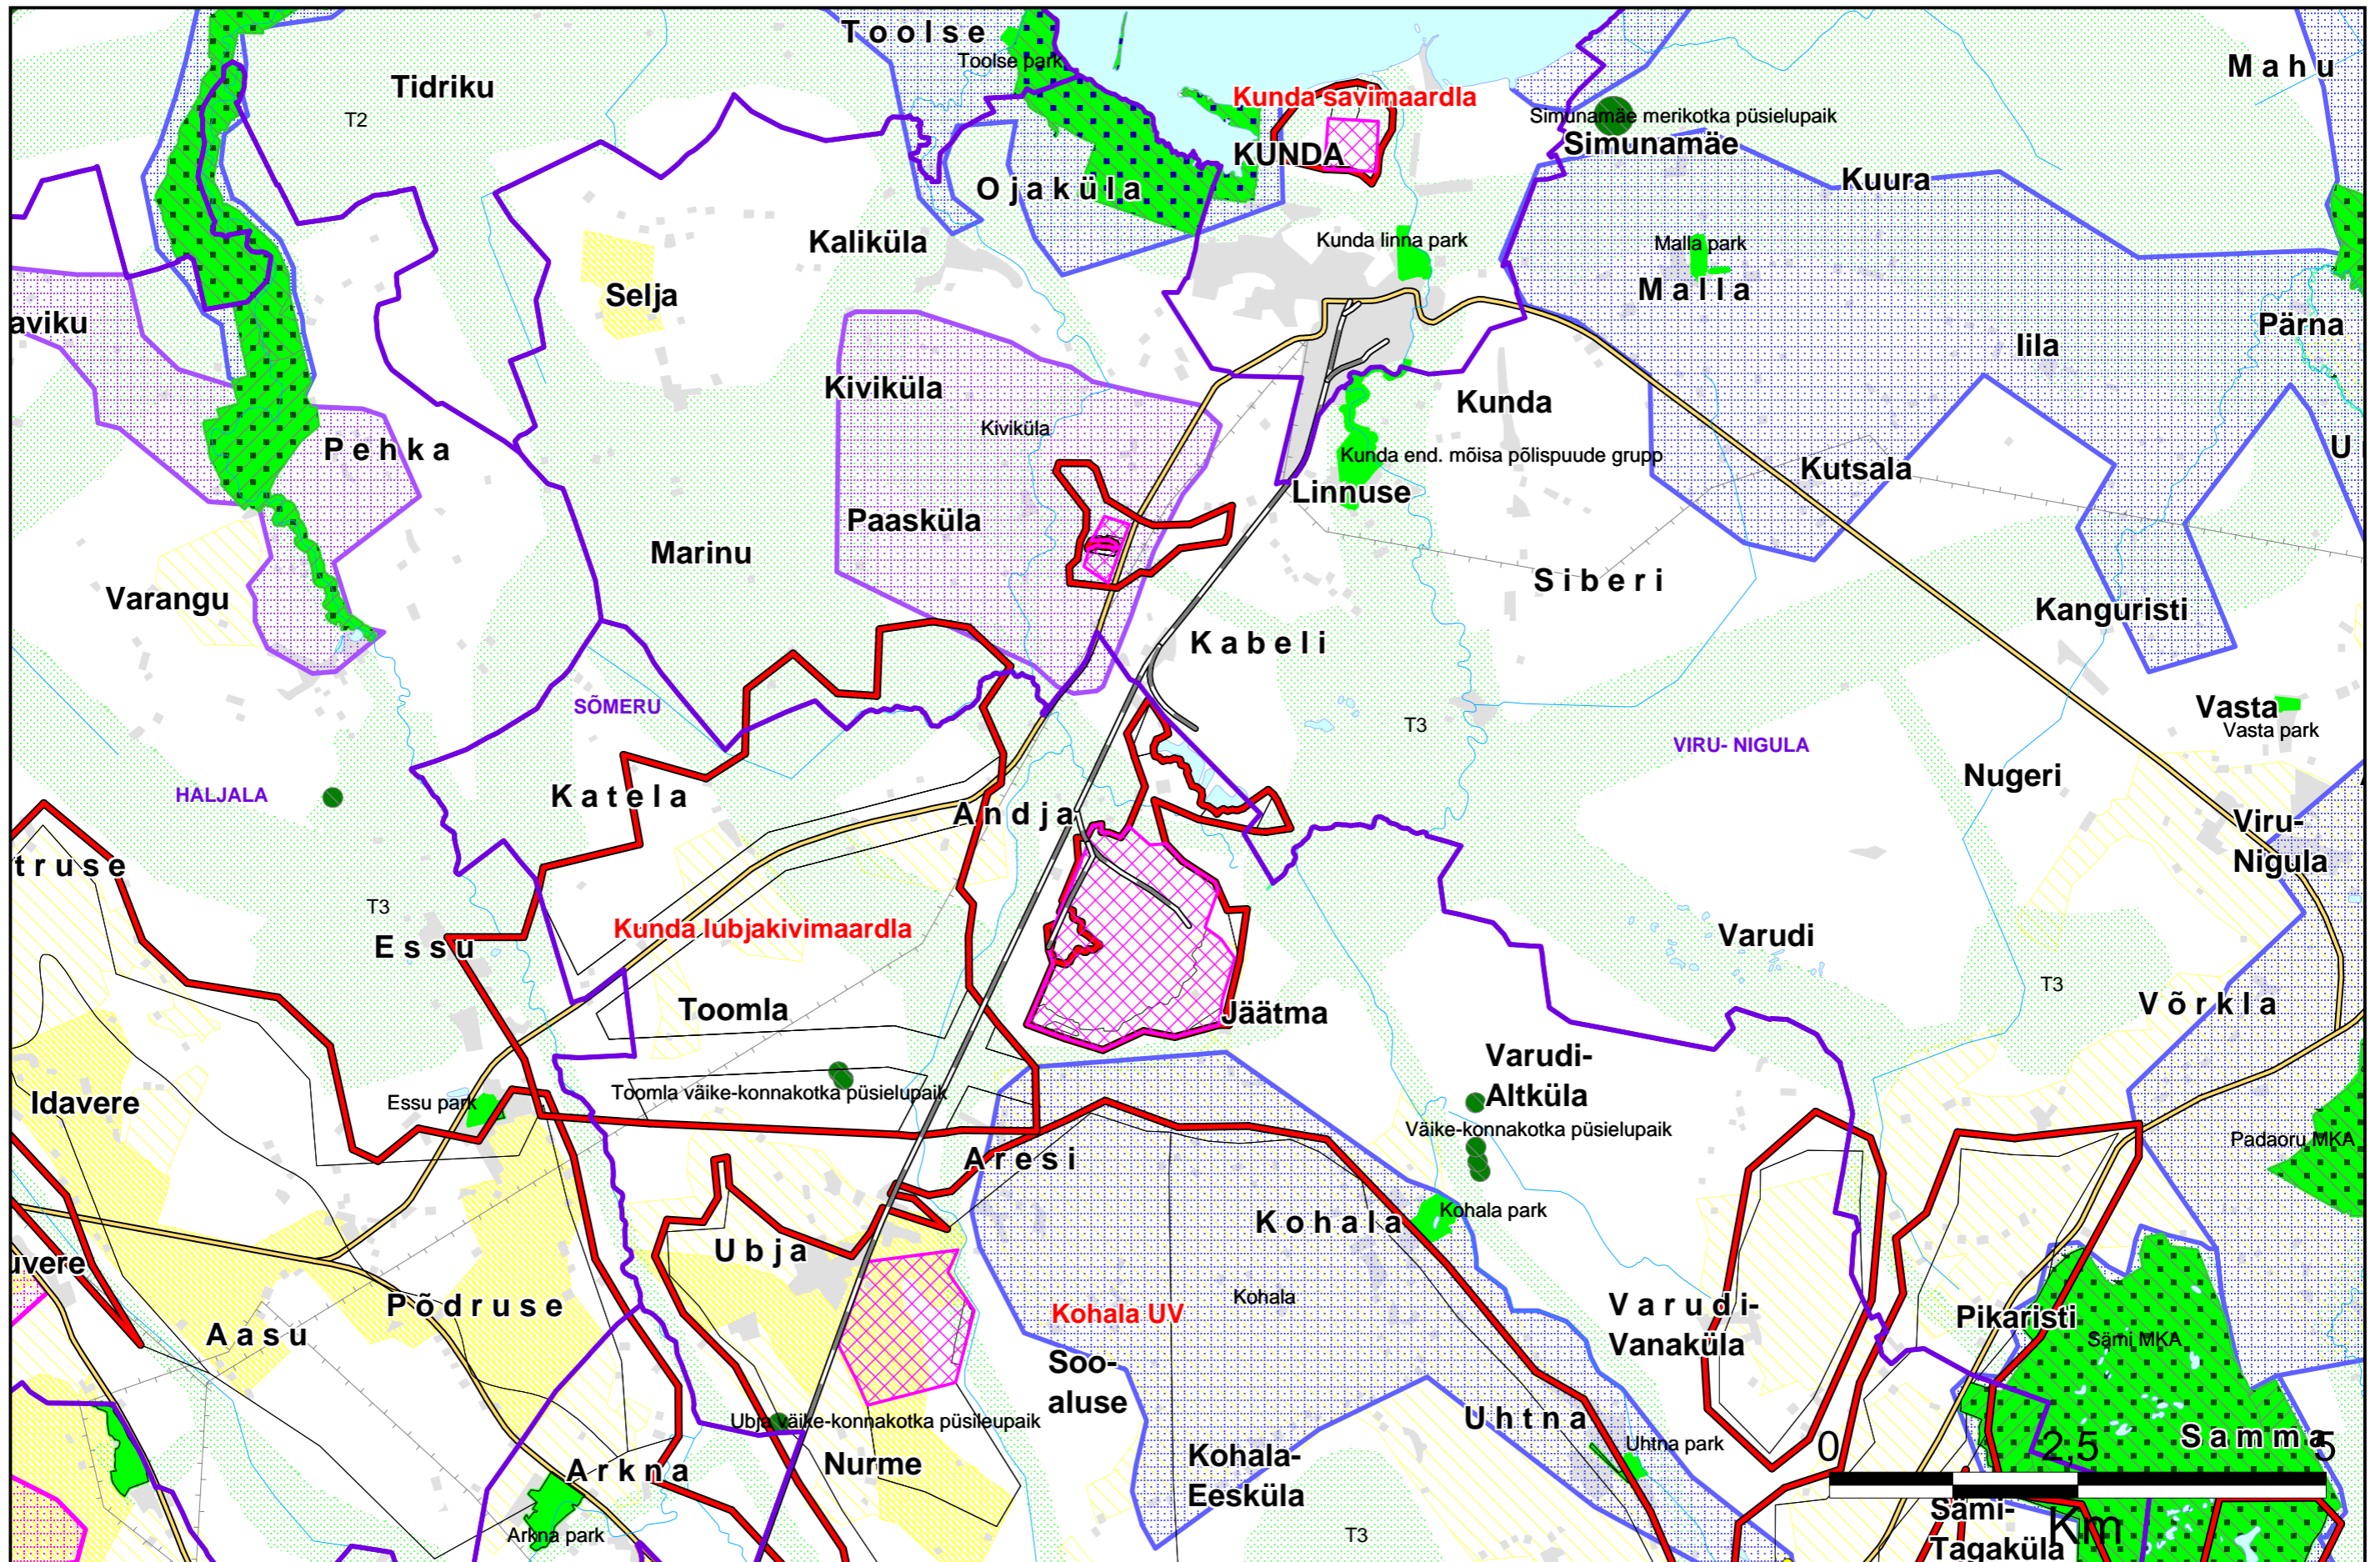 Toolse
Toolse park
Tidriku
T2
Mahu
Kunda savimaardla
Simunamäe merikotka püsielupaik
Simunamäe
KUNDA
Ojaküla
Kuura
Kaliküla
Kunda linna park
Malla park
Malla
Selja
aviku
Pärna
Iila
Kiviküla
Kiviküla
Kunda
Pehka
Kunda end. mõisa põlispuude grupp
Kutsala
Linnuse
Paasküla
Marinu
Siberi
Varangu
Kanguristi
Kabeli
SÕMERU
T3
Vasta
Vasta park
VIRU- NIGULA
Nugeri
HALJALA
Katela
Andja
Viru-
Nigula
truse
T3
Essu
Kunda lubjakivimaardla
Varudi
T3
Võrkla
Toomla
Jäätma
Varudi-
Altküla
Idavere
Essu park
Toomla väike-konnakotka püsielupaik
Väike-konnakotka püsielupaik
Padaoru MKA
Aresi
Kohala park
Kohala
Ubja
uvere
Kohala
Põdruse
Kohala UV
Varudi-
Vanaküla
Pikaristi
Sämi MKA
Aasu
Soo-
aluse
Ubja väike-konnakotka püsileupaik
Uhtna
Uhtna park
0 2,5 5
Samma
Km
Nurme
Arkna
Kohala-
Eesküla
Arkna park
T3
Sämi-
Tagaküla